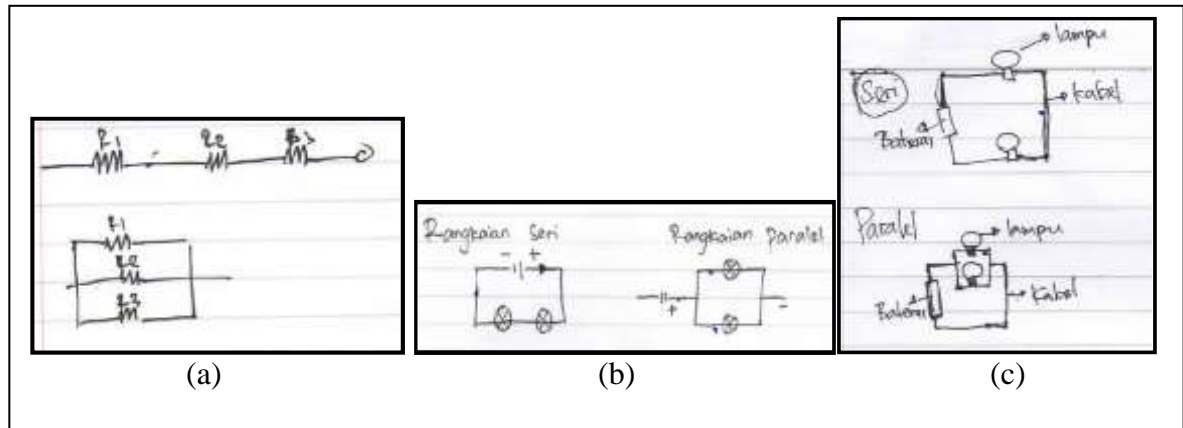 R1 R2 R3
R1
R2
R3
(a)
Rangkaian Seri
- +
Rangkaian Paralel
+ -
(b)
lampu
Seri
kabel
Baterai
Paralel
lampu
Baterai
Kabel
(c)